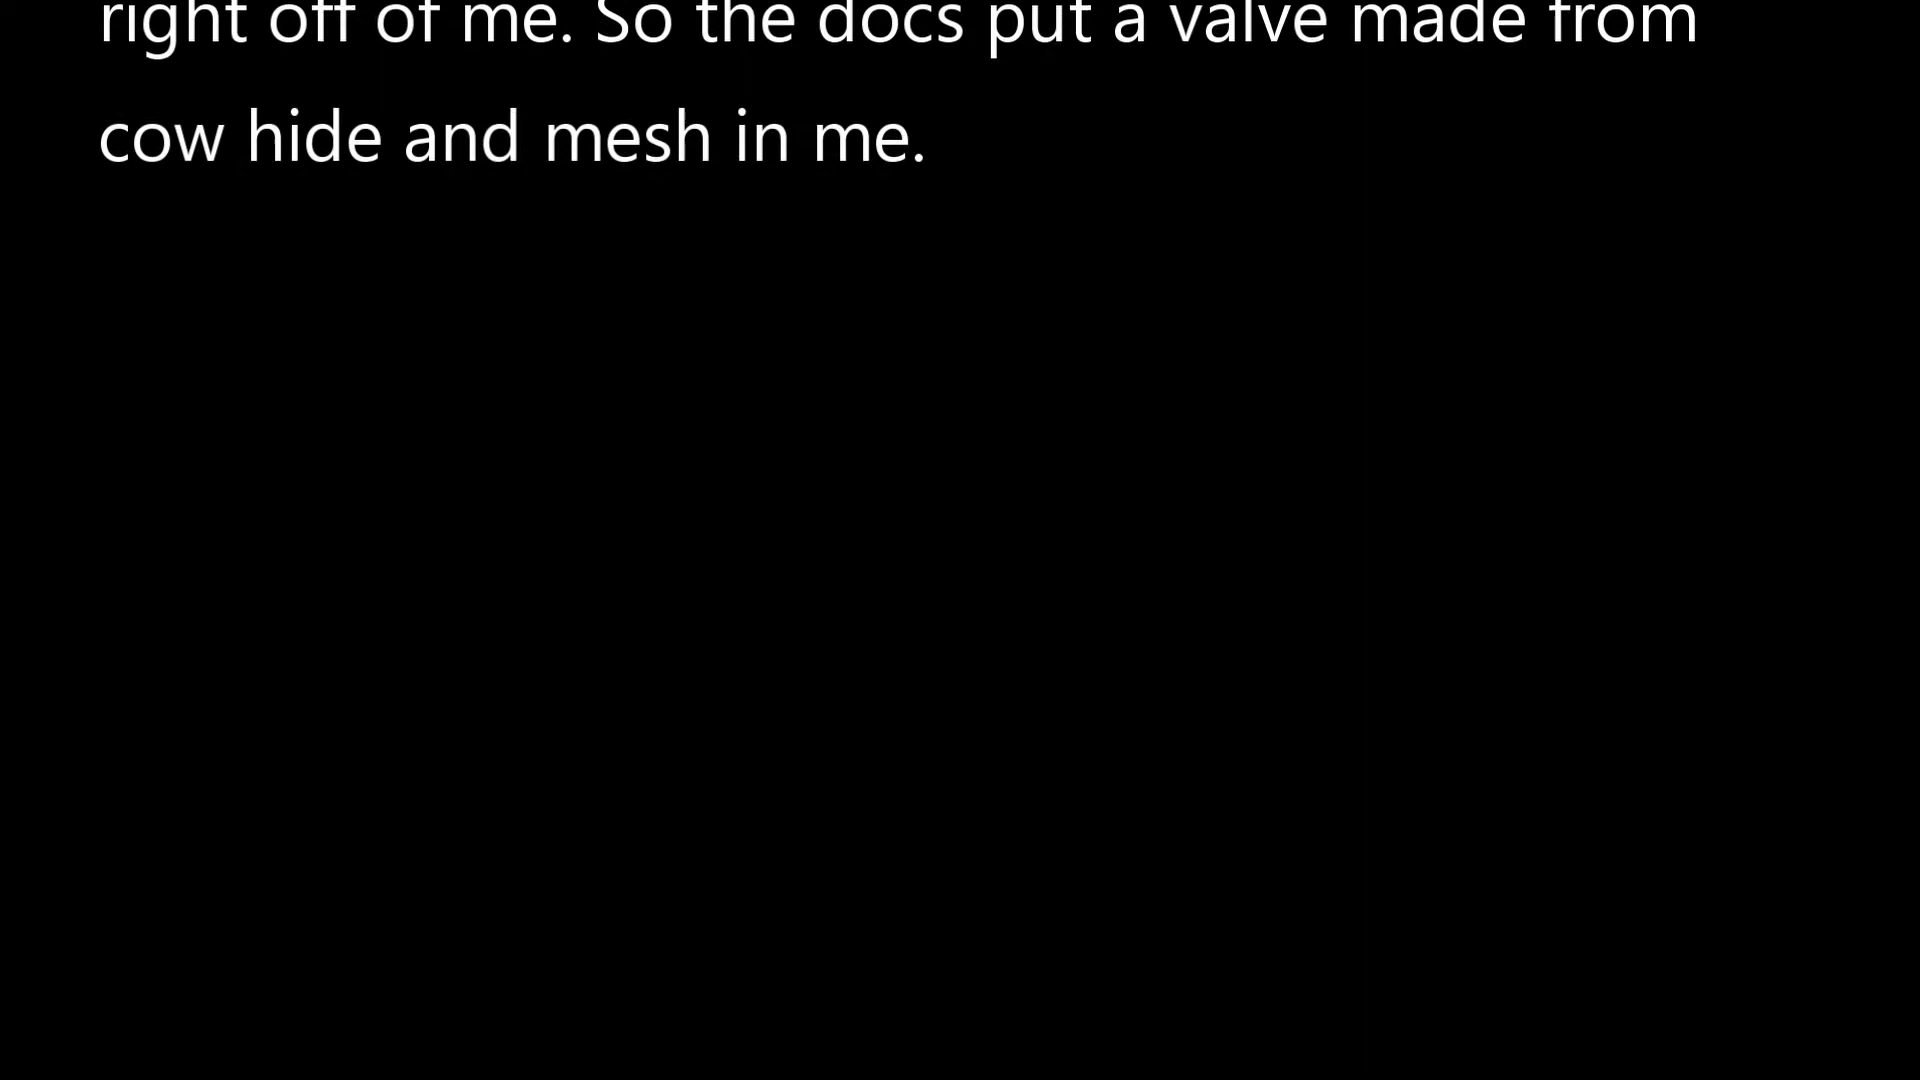 right off of me. So the docs put a valve made from
cow hide and mesh in me.